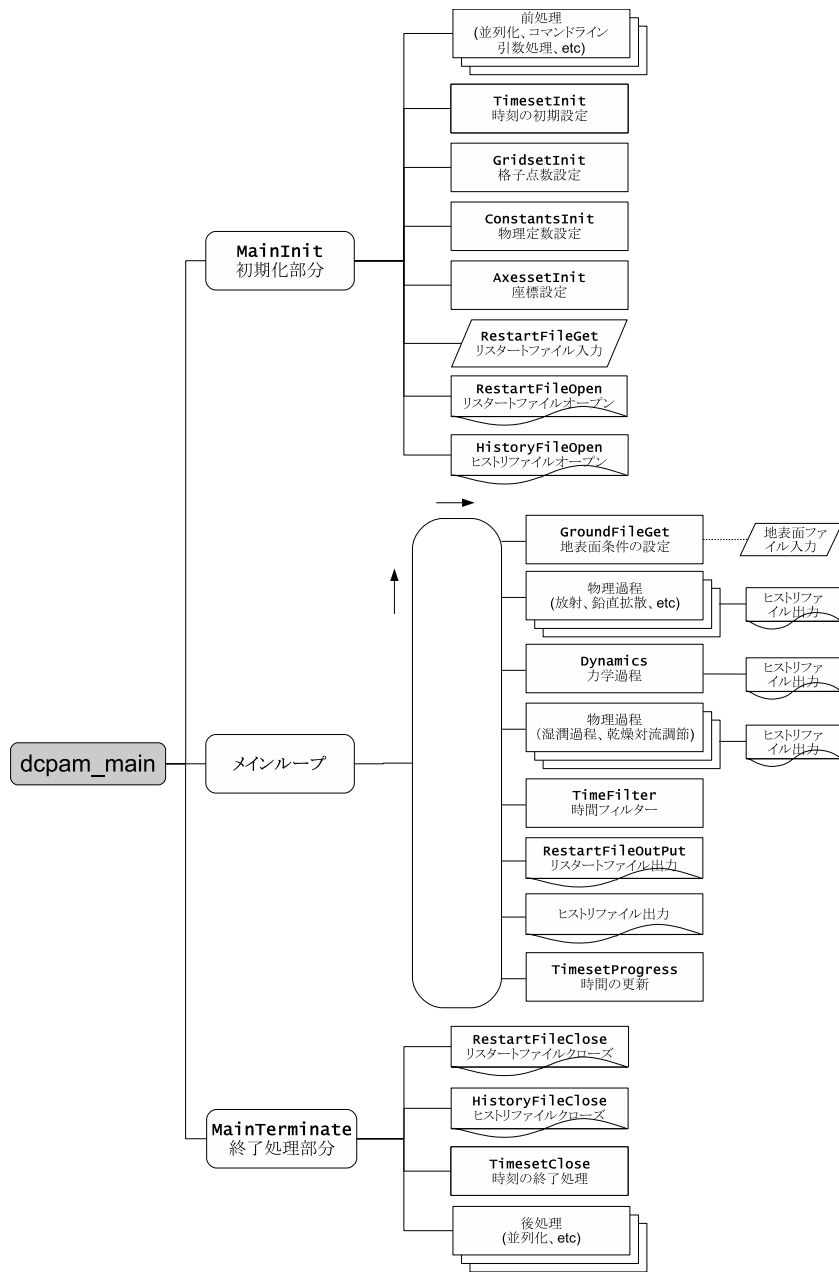 前処理
(並列化、コマンドライン
引数処理、etc)
TimesetInit
時刻の初期設定
GridsetInit
格子点数設定
ConstantsInit
物理定数設定
AxessetInit
座標設定
RestartFileGet
リスタートファイル入力
RestartFileOpen
リスタートファイルオープン
HistoryFileOpen
ヒストリファイルオープン
MainInit
初期化部分
GroundFileGet
地表面条件の設定
地表面ファ
イル入力
物理過程
(放射、鉛直拡散、etc)
ヒストリファ
イル出力
Dynamics
力学過程
ヒストリファ
イル出力
物理過程
(湿潤過程、乾燥対流調節)
ヒストリファ
イル出力
dcpam_main
メインループ
TimeFilter
時間フィルター
RestartFileOutPut
リスタートファイル出力
ヒストリファイル出力
TimesetProgress
時間の更新
RestartFileClose
リスタートファイルクローズ
HistoryFileClose
ヒストリファイルクローズ
MainTerminate
終了処理部分
TimesetClose
時刻の終了処理
後処理
(並列化、etc)